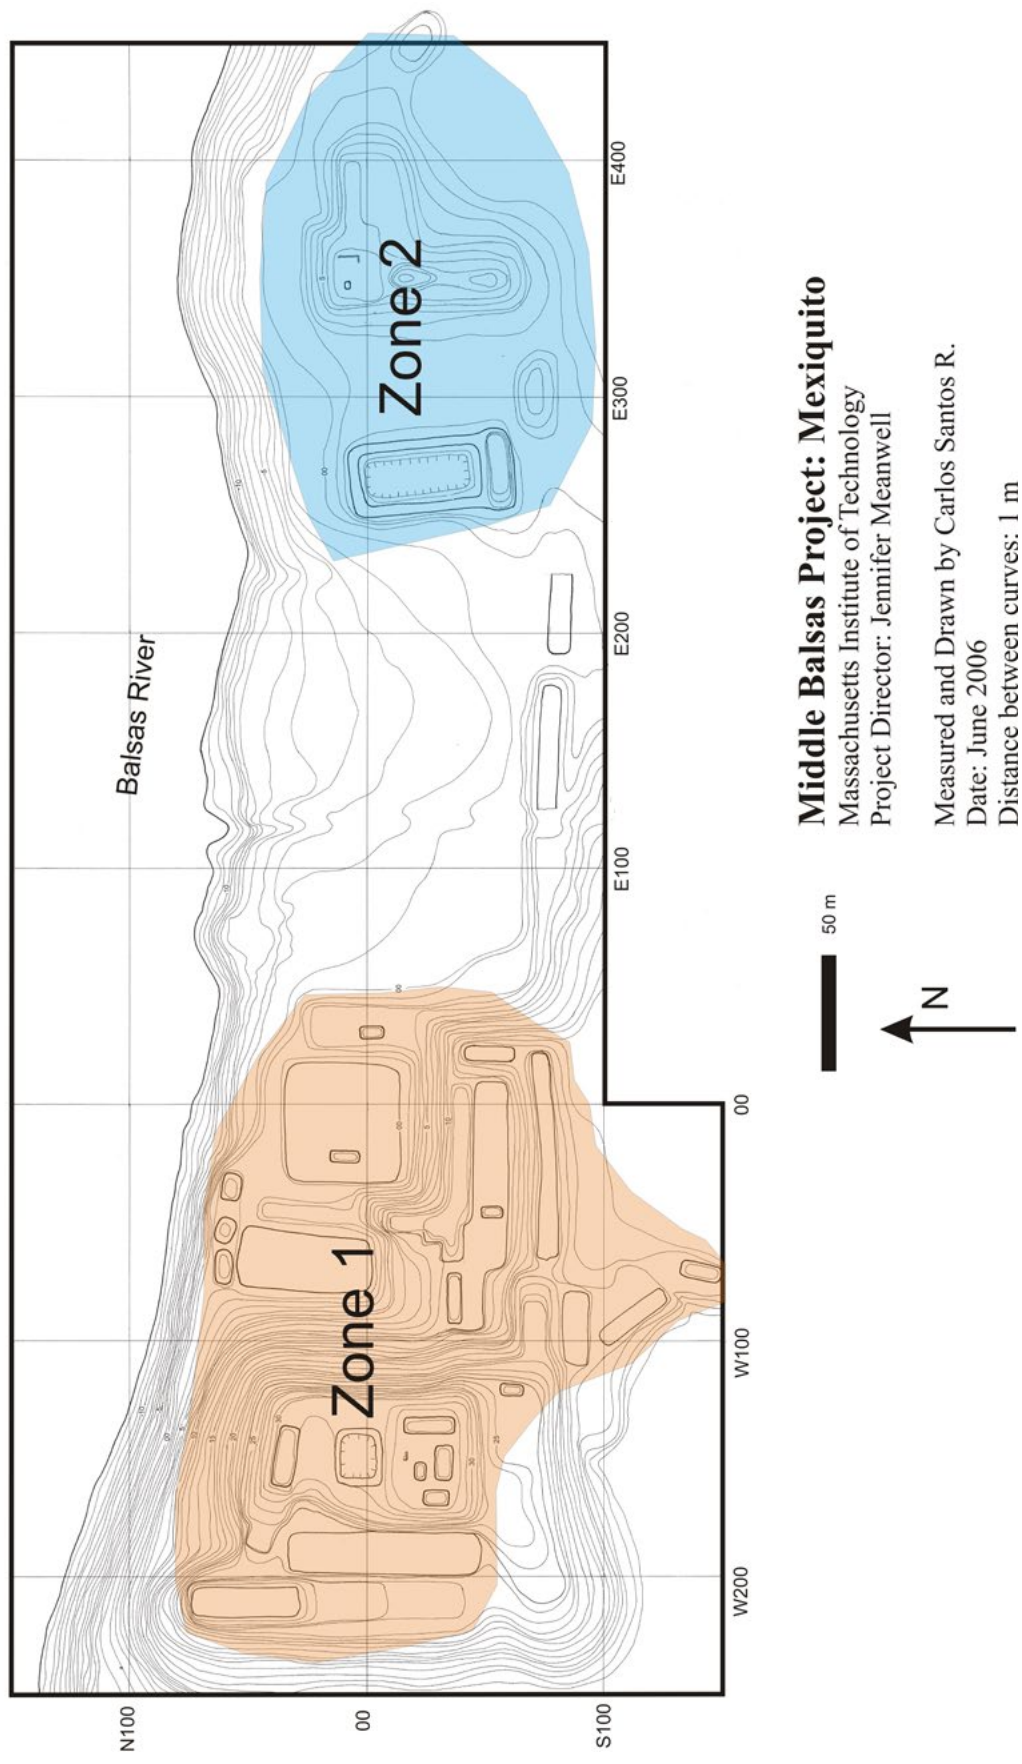 Balsas River
Zone 1
Zone 2
N100
00
S100
W200
W100
00
E100
E200
E300
E400
50 m
N
Middle Balsas Project: Mexiquito
Massachusetts Institute of Technology
Project Director: Jennifer Meanwell
Measured and Drawn by Carlos Santos R.
Date: June 2006
Distance between curves: 1 m